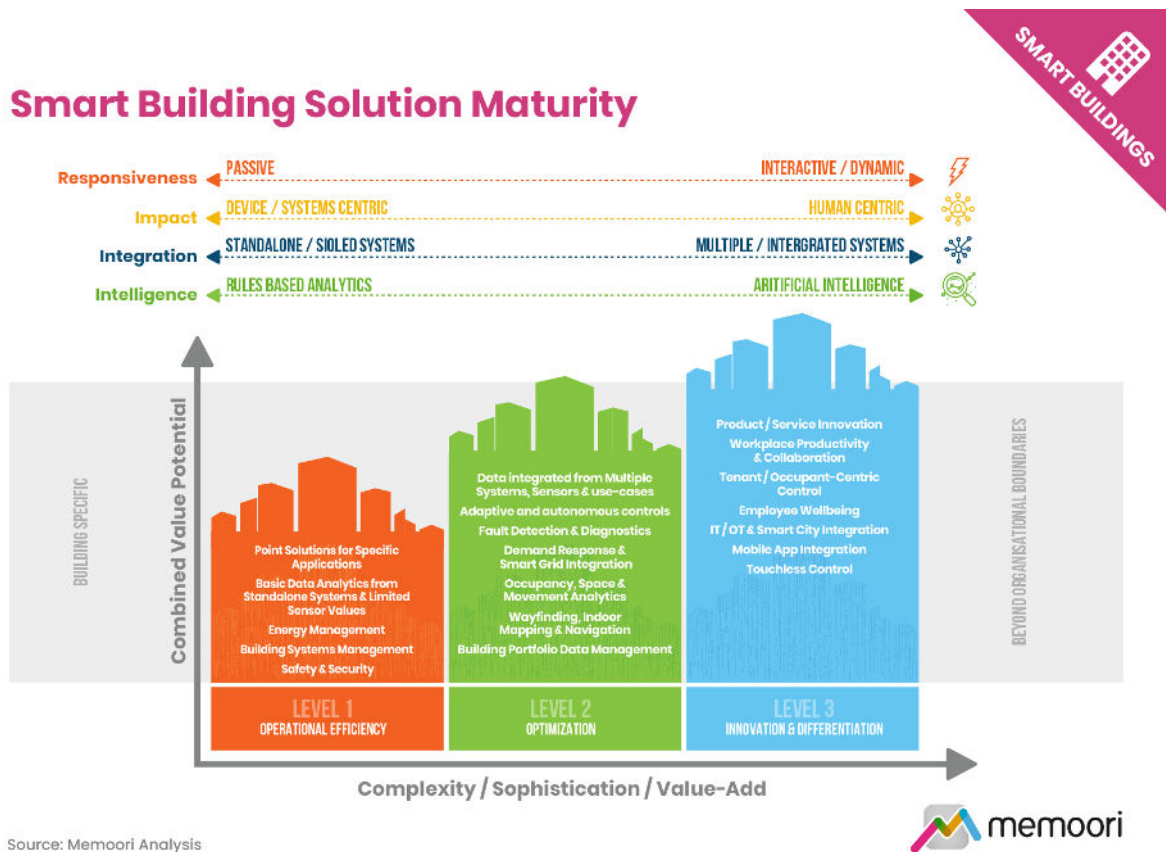 SMART BUILDINGS
Smart Building Solution Maturity
Responsiveness
PASSIVE
INTERACTIVE / DYNAMIC
Impact
DEVICE / SYSTEMS CENTRIC
HUMAN CENTRIC
Integration
STANDALONE / SIOLED SYSTEMS
MULTIPLE / INTERGRATED SYSTEMS
Intelligence
RULES BASED ANALYTICS
ARITIFICIAL INTELLIGENCE
Combined Value Potential
BUILDING SPECIFIC
Point Solutions for Specific
Applications
Basic Data Analytics from
Standalone Systems & Limited
Sensor Values
Energy Management
Building Systems Management
Safety & Security
LEVEL 1
OPERATIONAL EFFICIENCY
Data integrated from Multiple
Systems, Sensors & use-cases
Adaptive and autonomous controls
Fault Detection & Diagnostics
Demand Response &
Smart Grid Integration
Occupancy, Space &
Movement Analytics
Wayfinding, Indoor
Mapping & Navigation
Building Portfolio Data Management
LEVEL 2
OPTIMIZATION
Product / Service Innovation
Workplace Productivity
& Collaboration
Tenant / Occupant-Centric
Control
Employee Wellbeing
IT / OT & Smart City Integration
Mobile App Integration
Touchless Control
LEVEL 3
INNOVATION & DIFFERENTIATION
BEYOND ORGANISATIONAL BOUNDARIES
Complexity / Sophistication / Value-Add
Source: Memoori Analysis
memoori